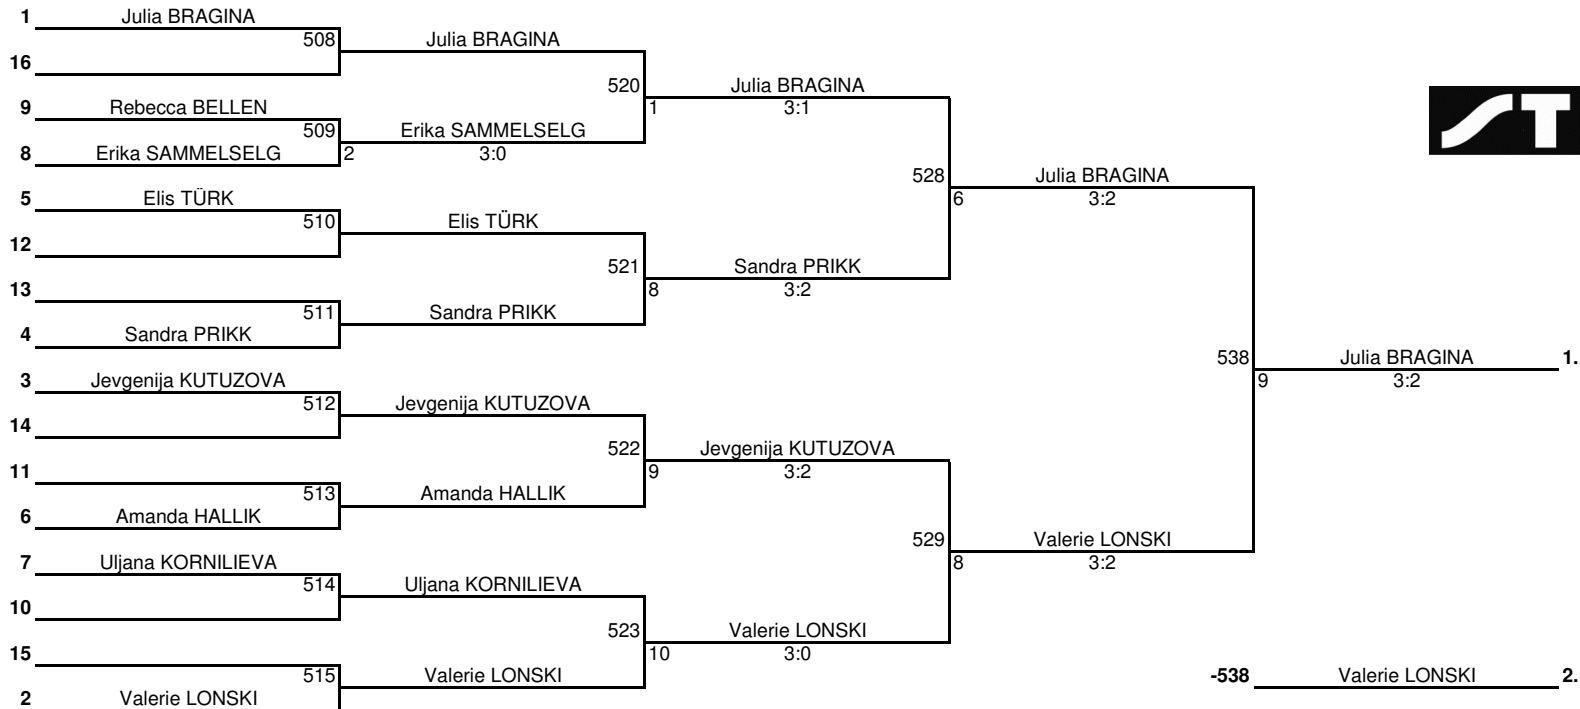 1 Julia BRAGINA
508 Julia BRAGINA
16
520 Julia BRAGINA
9 Rebecca BELLEN
1 3:1
509 Erika SAMMELSELG
8 Erika SAMMELSELG 2 3:0
ST
528 Julia BRAGINA
5 Elis TÜRK
6 3:2
510 Elis TÜRK
12
521 Sandra PRIKK
13
8 3:2
511 Sandra PRIKK
4 Sandra PRIKK
538 Julia BRAGINA 1.
3 Jevgenija KUTUZOVA
9 3:2
512 Jevgenija KUTUZOVA
14
522 Jevgenija KUTUZOVA
11
9 3:2
513 Amanda HALLIK
6 Amanda HALLIK
529 Valerie LONSKI
7 Uljana KORNILIEVA
8 3:2
514 Uljana KORNILIEVA
10
523 Valerie LONSKI
15
10 3:0
515 Valerie LONSKI
-538 Valerie LONSKI 2.
2 Valerie LONSKI